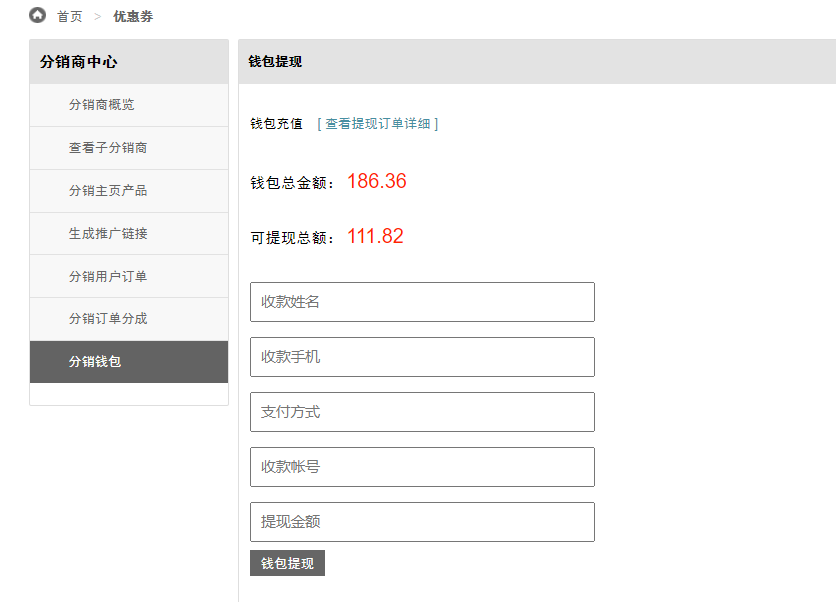 首页 > 优惠券
分销商中心
分销商概览
查看子分销商
分销主页产品
生成推广链接
分销用户订单
分销订单分成
分销钱包
钱包提现
钱包充值 [ 查看提现订单详细 ]
钱包总金额： 186.36
可提现总额： 111.82
收款姓名
收款手机
支付方式
收款帐号
提现金额
钱包提现